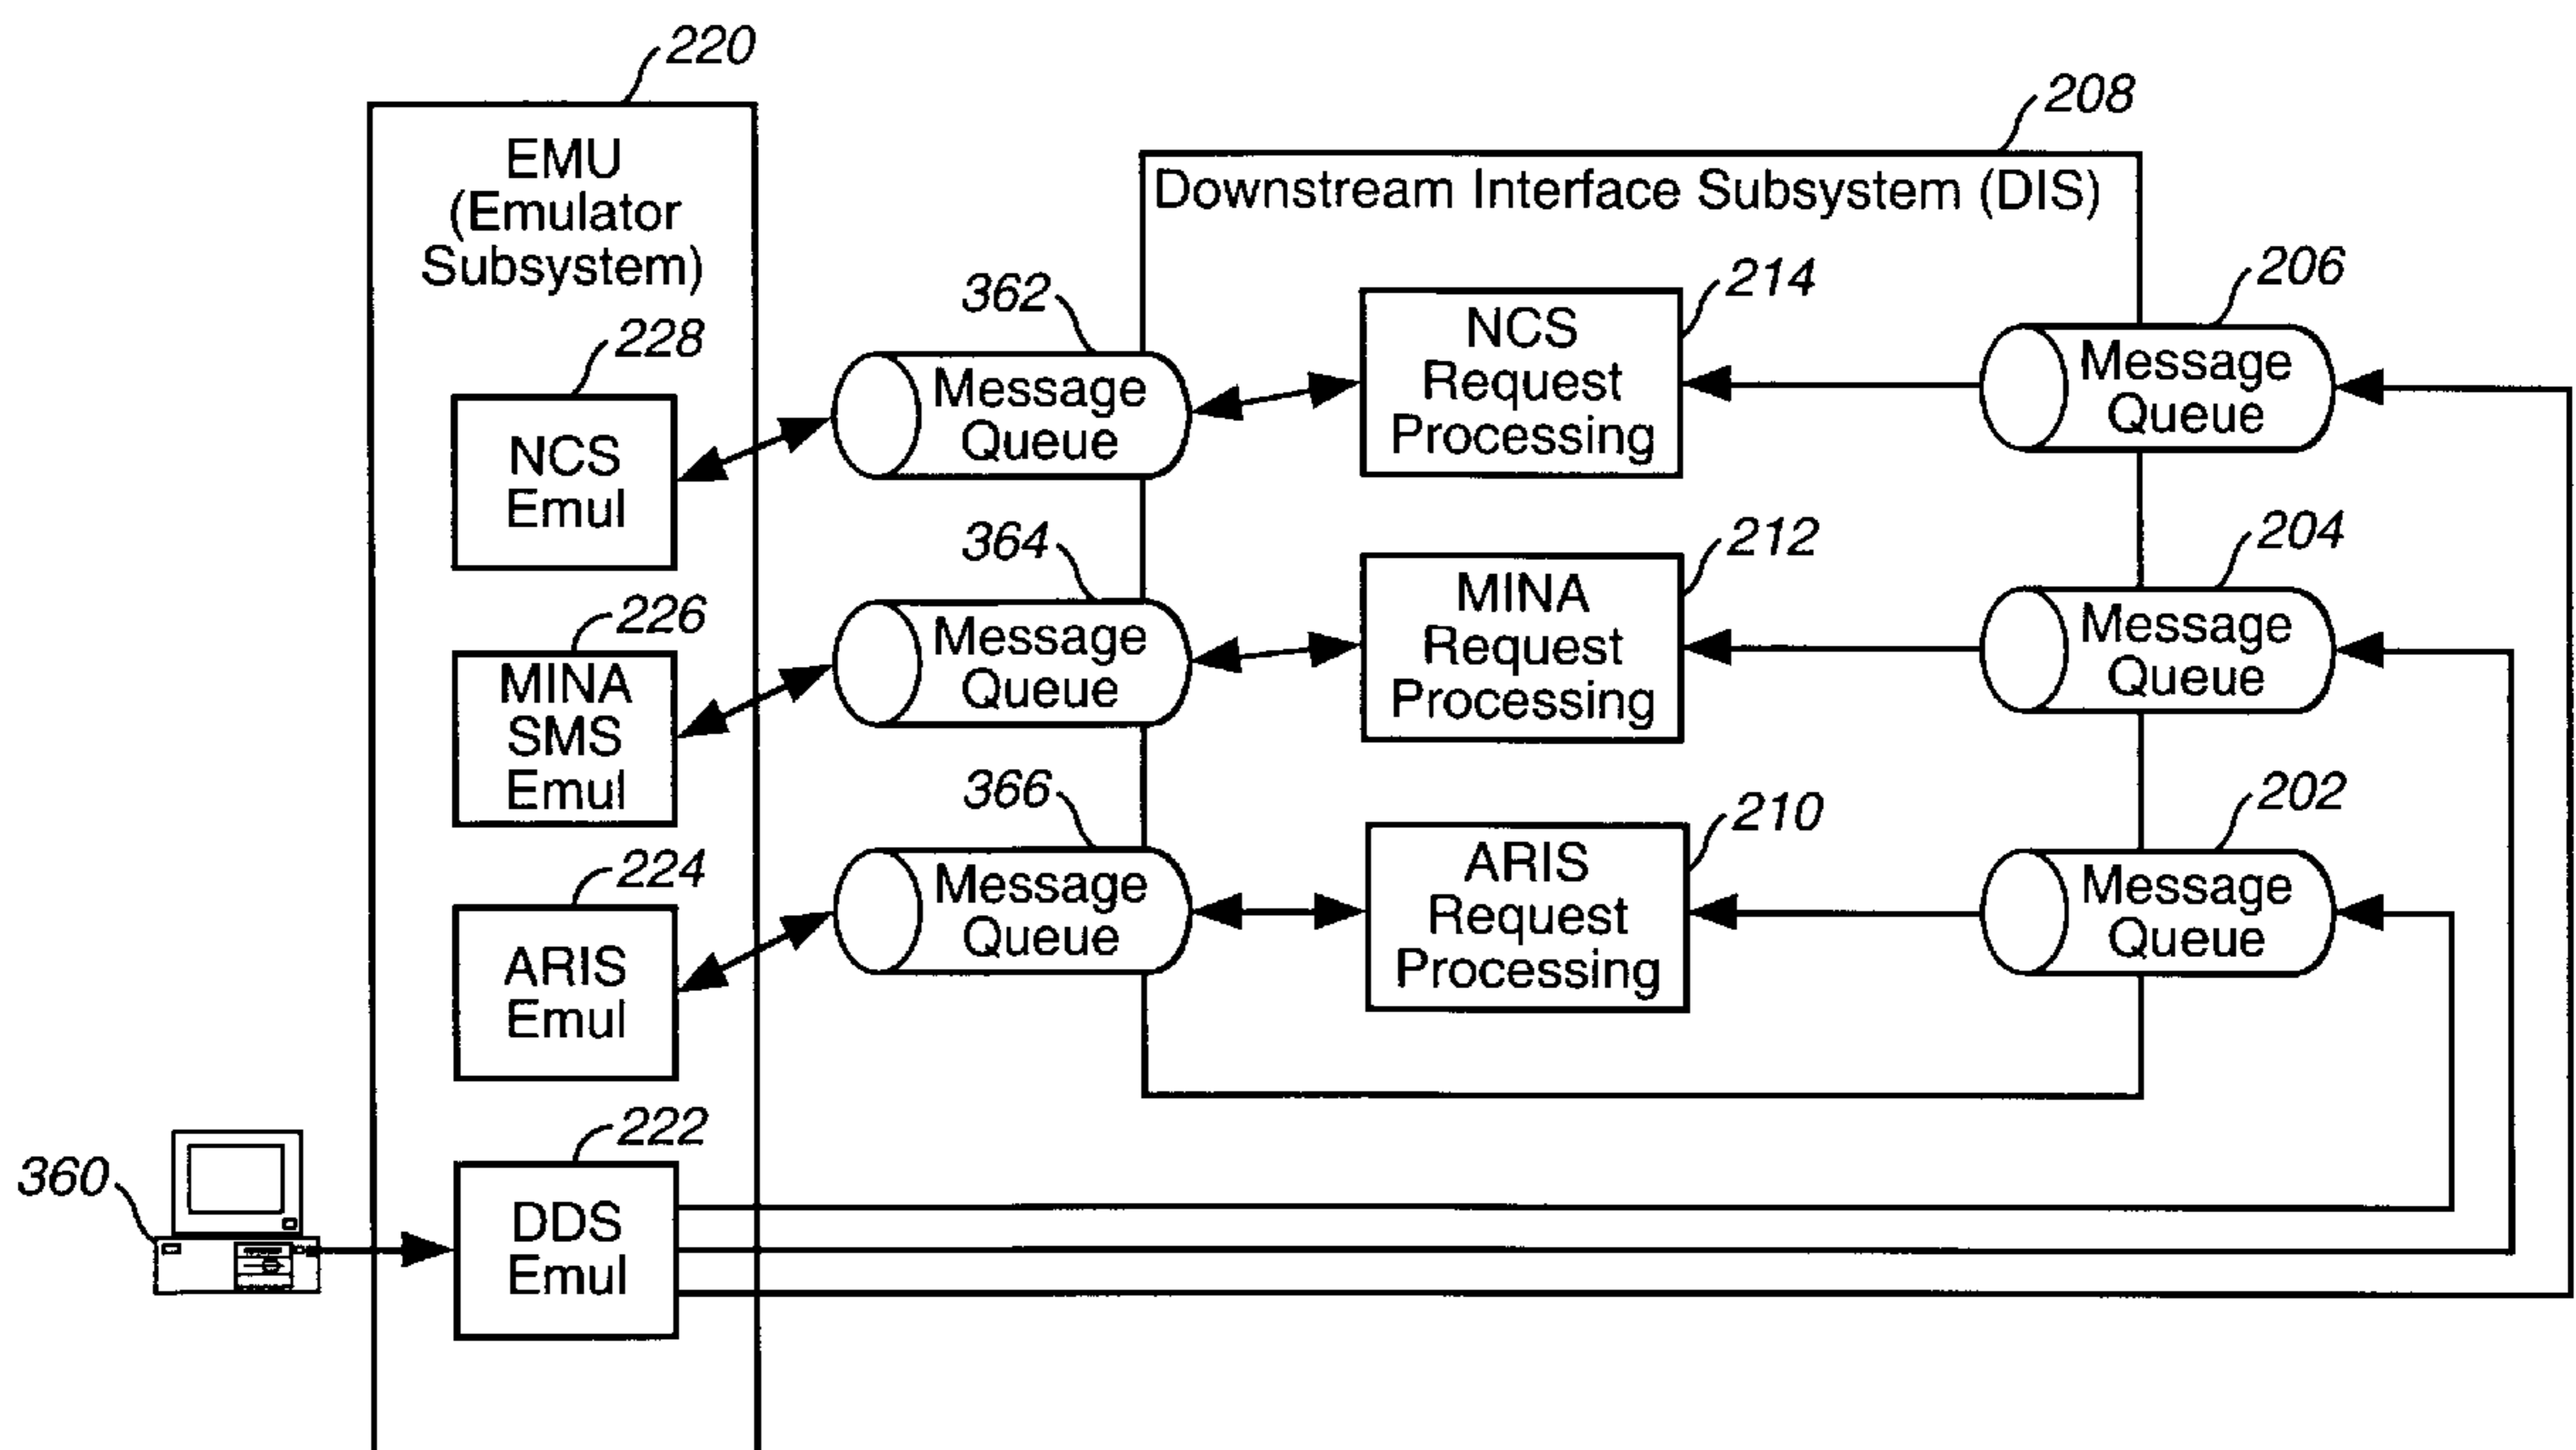 220
EMU
(Emulator
Subsystem)
228
NCS
Emul
226
MINA
SMS
Emul
224
ARIS
Emul
222
DDS
Emul
360
362
Message
Queue
364
Message
Queue
366
Message
Queue
208
Downstream Interface Subsystem (DIS)
214
NCS
Request
Processing
212
MINA
Request
Processing
210
ARIS
Request
Processing
206
Message
Queue
204
Message
Queue
202
Message
Queue